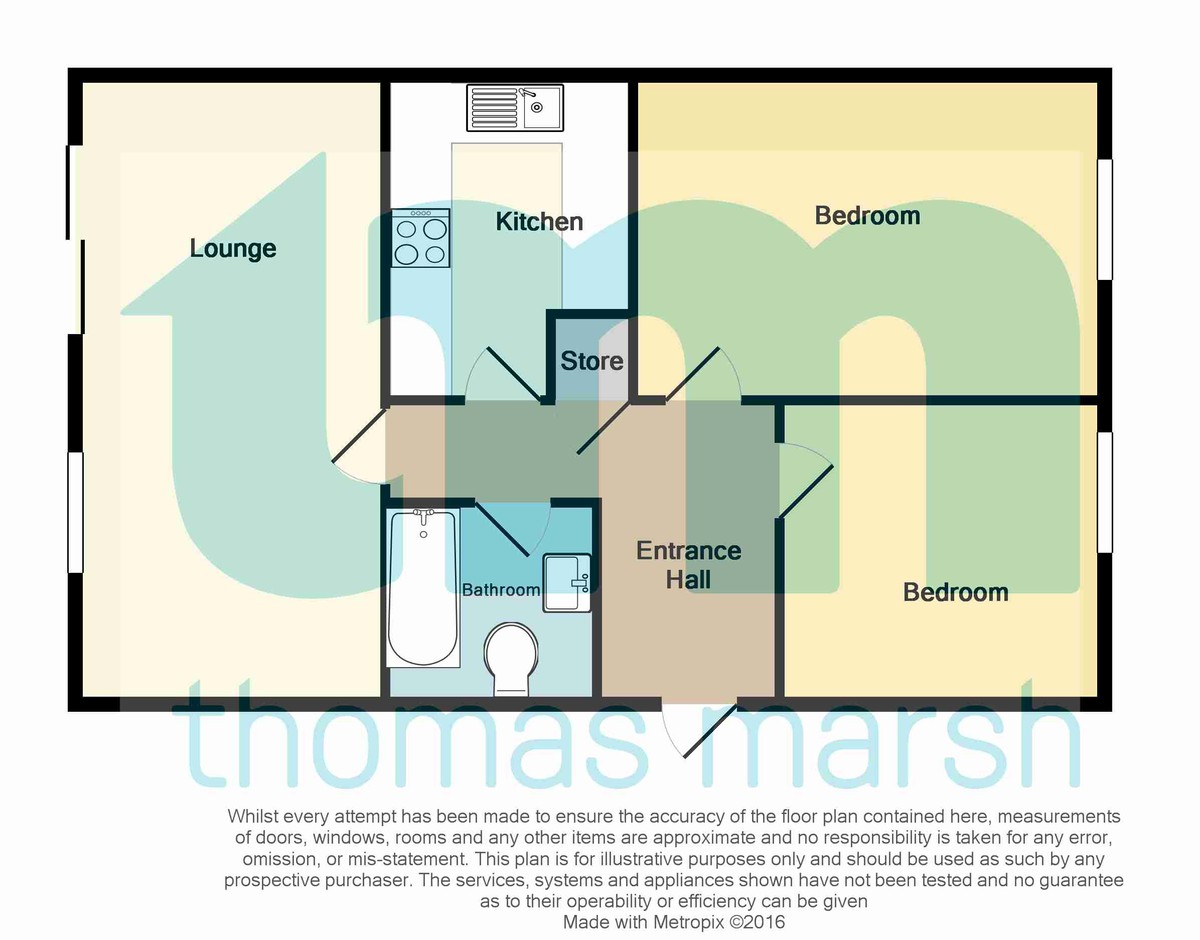 Lounge
Kitchen
Bedroom
Store
Entrance
Hall
Bathroom
Bedroom
thomas marsh
Whilst every attempt has been made to ensure the accuracy of the floor plan contained here, measurements
of doors, windows, rooms and any other items are approximate and no responsibility is taken for any error,
omission, or mis-statement. This plan is for illustrative purposes only and should be used as such by any
prospective purchaser. The services, systems and appliances shown have not been tested and no guarantee
as to their operability or efficiency can be given
Made with Metropix ©2016